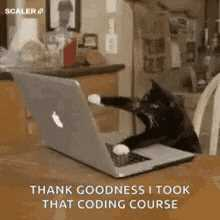 SCALER
THANK GOODNESS I TOOK
THAT CODING COURSE